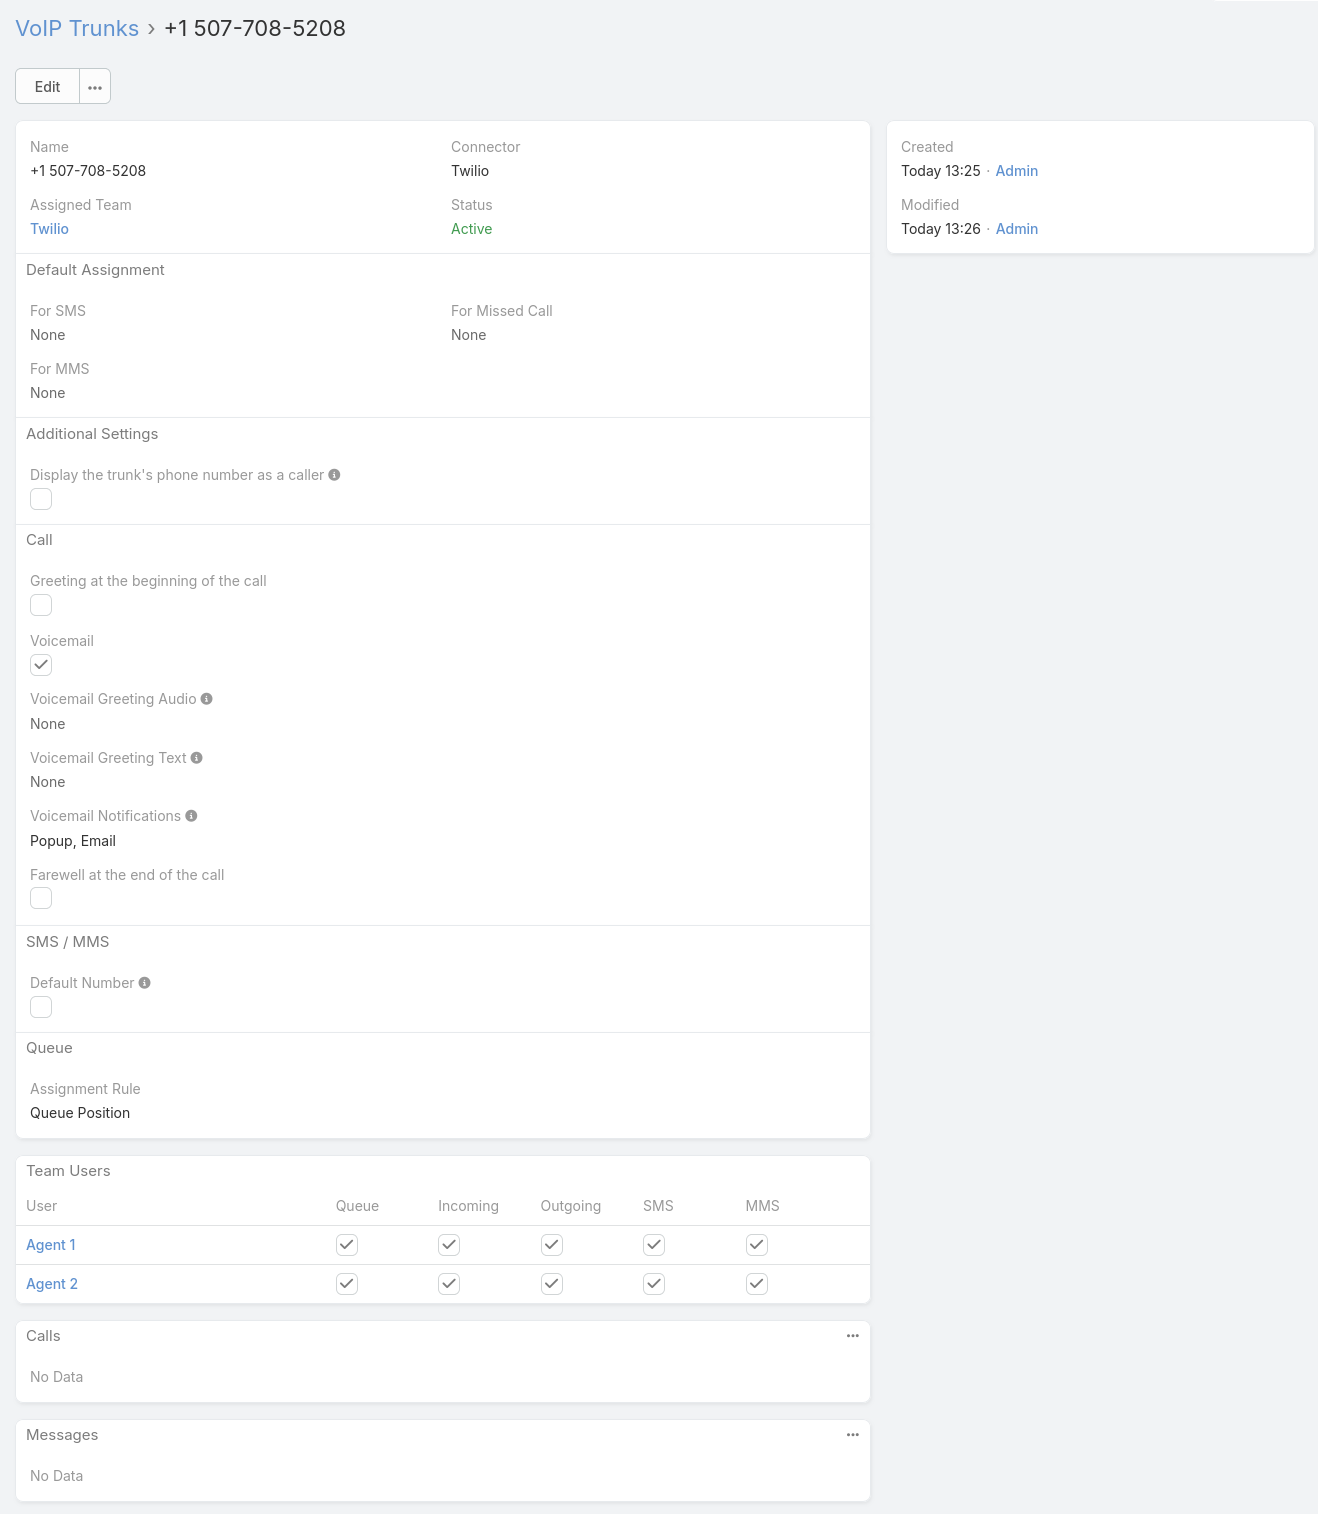 VoIP Trunks › +1 507-708-5208
Edit
Name
Connector
+1 507-708-5208
Twilio
Assigned Team
Status
Twilio
Active
Default Assignment
For SMS
For Missed Call
None
None
For MMS
None
Additional Settings
Display the trunk's phone number as a caller
Call
Greeting at the beginning of the call
Voicemail
Voicemail Greeting Audio
None
Voicemail Greeting Text
None
Voicemail Notifications
Popup, Email
Farewell at the end of the call
SMS / MMS
Default Number
Queue
Assignment Rule
Queue Position
Created
Today 13:25 · Admin
Modified
Today 13:26 · Admin
Team Users
User Queue Incoming Outgoing SMS MMS
Agent 1
Agent 2
Calls
No Data
Messages
No Data